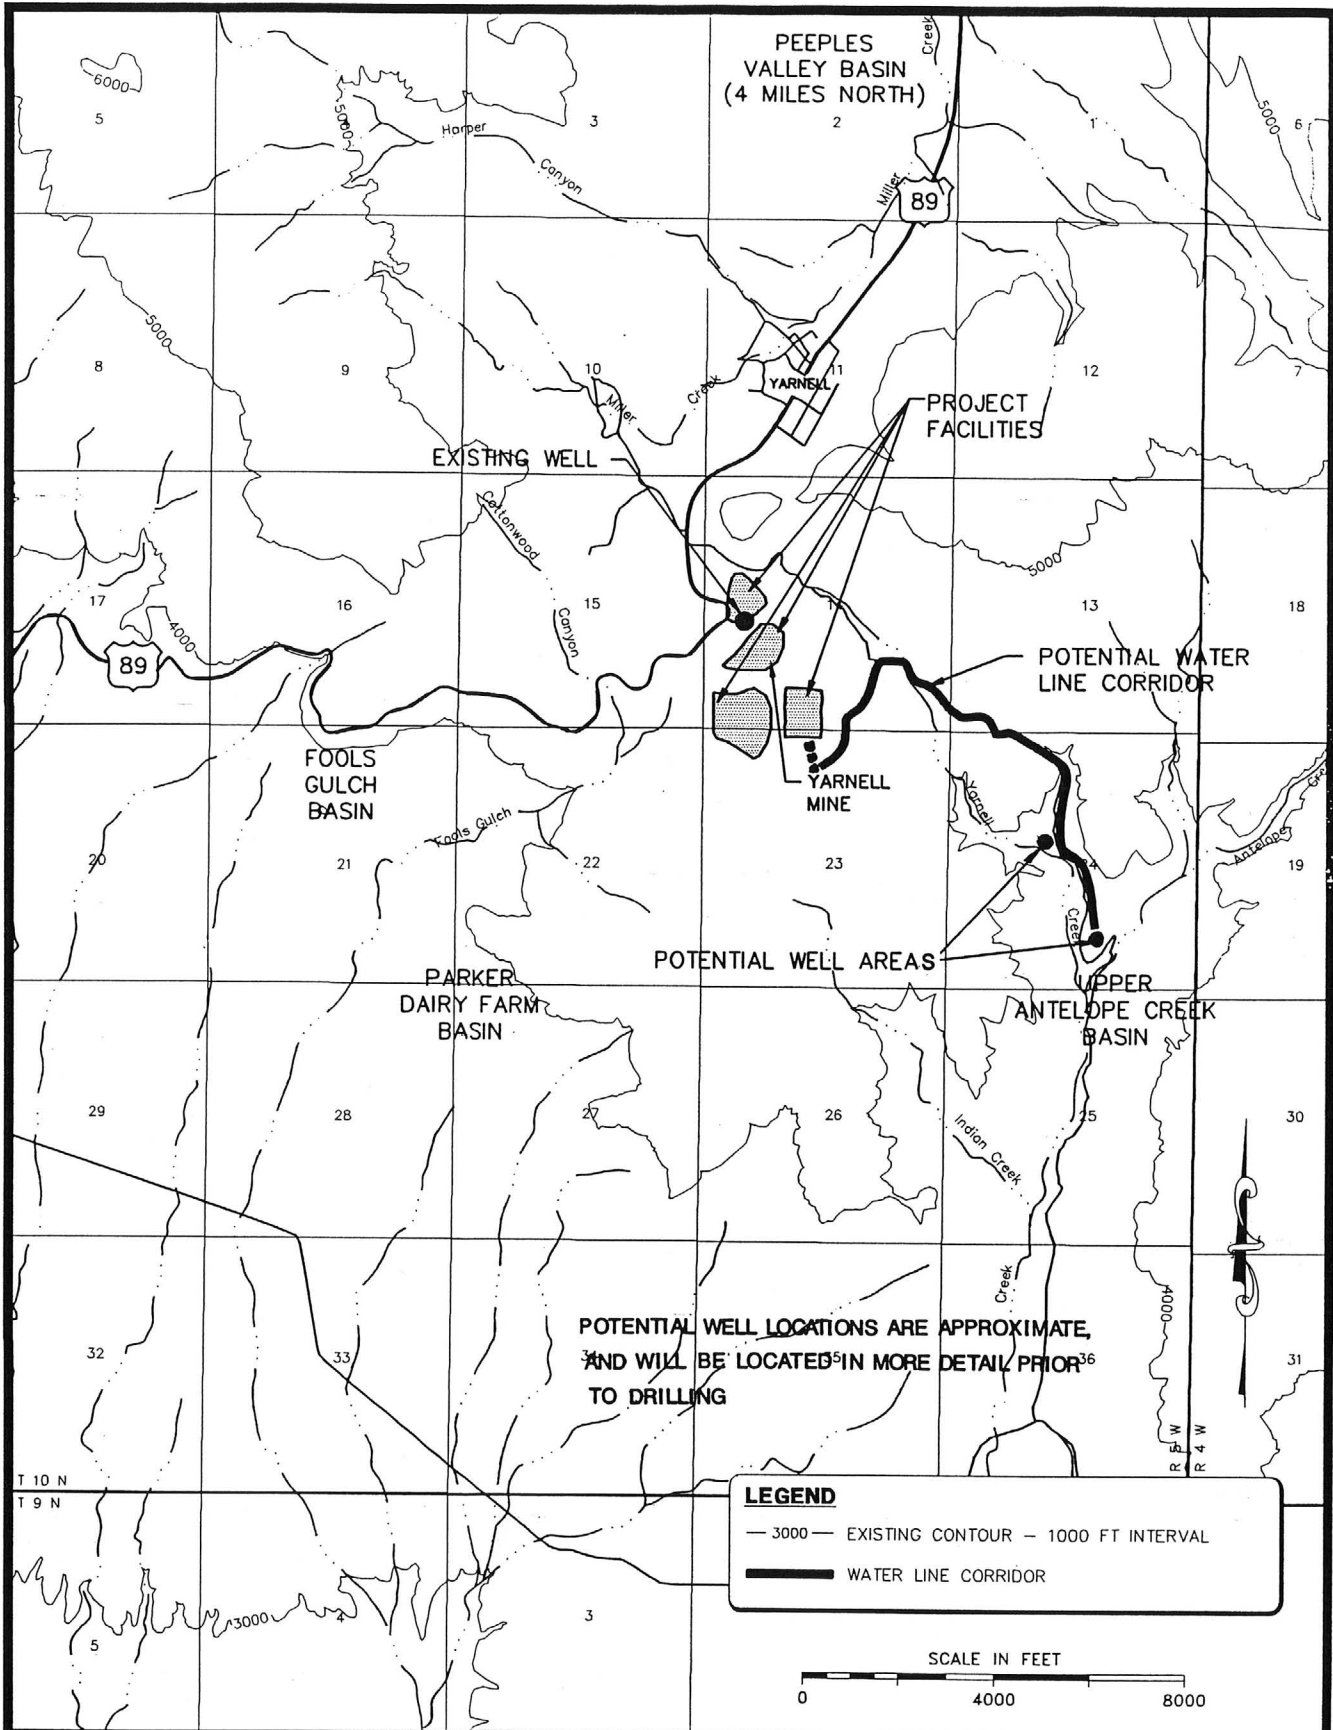 PEEPLES
VALLEY BASIN
(4 MILES NORTH)
Creek
6000
5000
5000
5
3
2
1
6
Harper
Canyon
Miller
89
5000
8
9
10
11
12
7
Miller
Creek
YARNELL
PROJECT
FACILITIES
EXISTING WELL
Cottonwood
Canyon
5000
17
16
15
14
13
18
4000
89
POTENTIAL WATER
LINE CORRIDOR
FOOLS
GULCH
BASIN
YARNELL
MINE
Yarnell
Creek
Fools Gulch
Antelope
20
21
22
23
24
19
POTENTIAL WELL AREAS
PARKER
DAIRY FARM
BASIN
UPPER
ANTELOPE CREEK
BASIN
29
28
27
26
25
30
Indian Creek
Creek
4000
POTENTIAL WELL LOCATIONS ARE APPROXIMATE,
AND WILL BE LOCATED IN MORE DETAIL PRIOR
TO DRILLING
32
33
34
35
36
31
R 5 W
R 4 W
T 10 N
T 9 N
LEGEND
3000 EXISTING CONTOUR – 1000 FT INTERVAL
WATER LINE CORRIDOR
3000
5
4
3
SCALE IN FEET
0 4000 8000